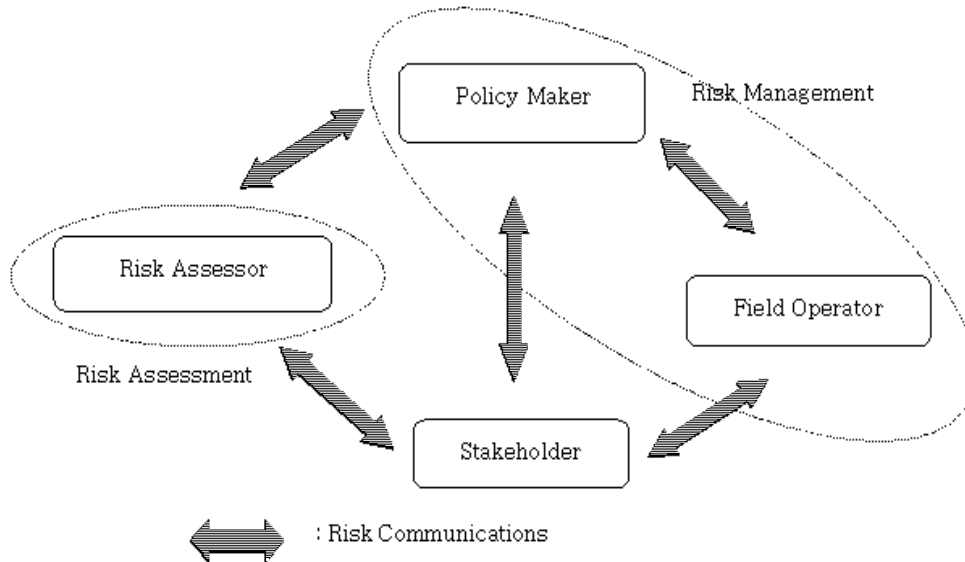 Policy Maker
Risk Management
Risk Assessor
Field Operator
Risk Assessment
Stakeholder
: Risk Communications